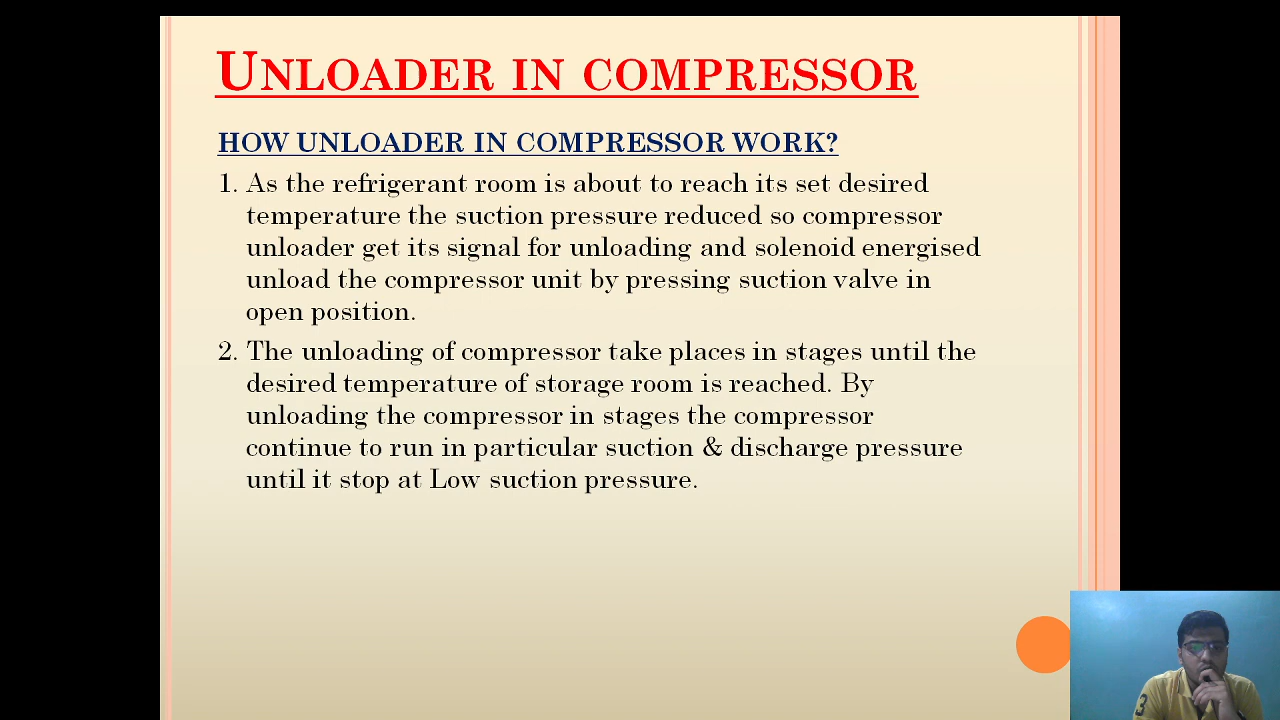 UNLOADER IN COMPRESSOR
HOW UNLOADER IN COMPRESSOR WORK?
1. As the refrigerant room is about to reach its set desired
temperature the suction pressure reduced so compressor
unloader get its signal for unloading and solenoid energised
unload the compressor unit by pressing suction valve in
open position.
2. The unloading of compressor take places in stages until the
desired temperature of storage room is reached. By
unloading the compressor in stages the compressor
continue to run in particular suction & discharge pressure
until it stop at Low suction pressure.
3